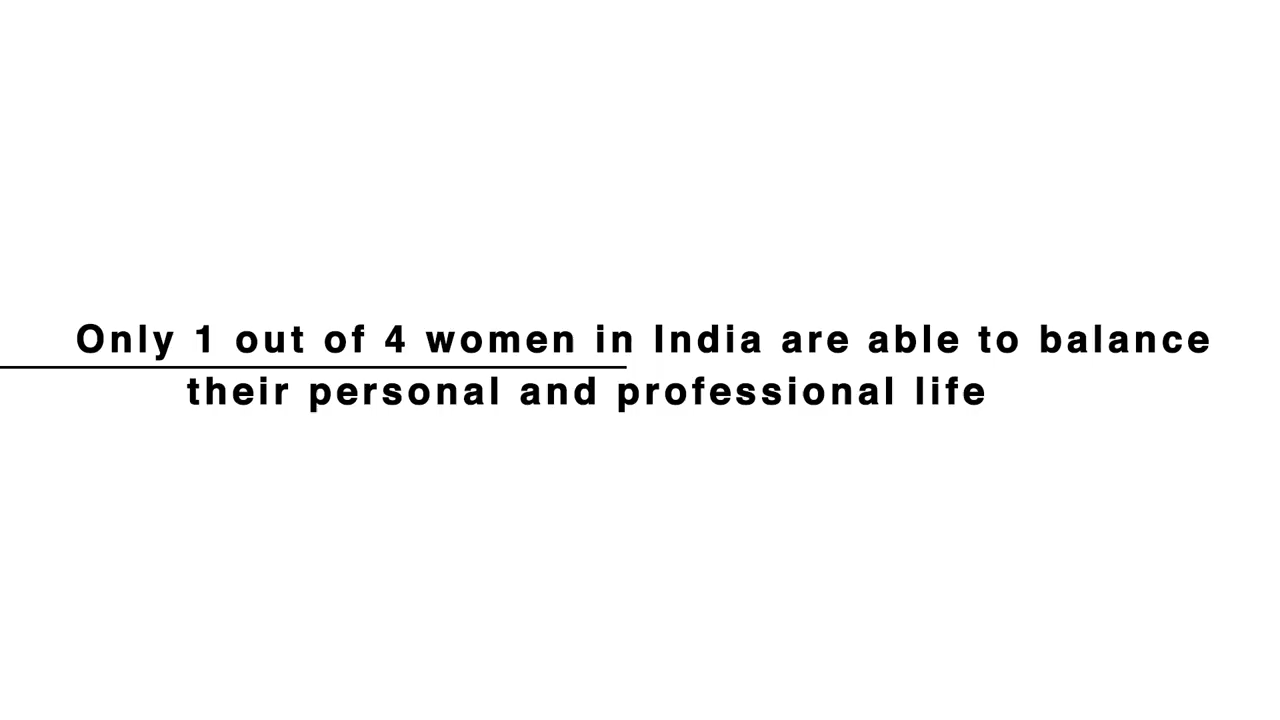 Only 1 out of 4 women in India are able to balance
their personal and professional life